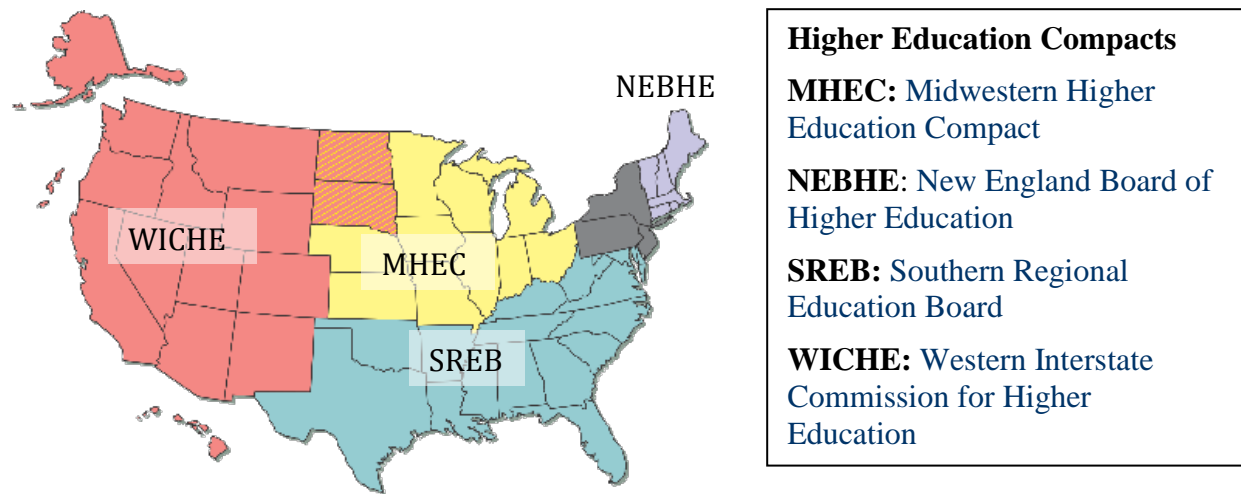 NEBHE
WICHE
MHEC
SREB
Higher Education Compacts
MHEC: Midwestern Higher
Education Compact
NEBHE: New England Board of
Higher Education
SREB: Southern Regional
Education Board
WICHE: Western Interstate
Commission for Higher
Education